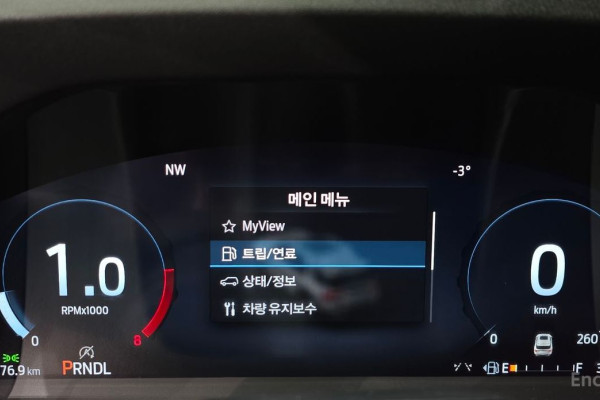 NW
-3°
메인 메뉴
MyView
트립/연료
상태/정보
차량 유지보수
1.0
RPMx1000
0
8
0
km/h
0
260
76.9 km
PRNDL
E
F
Enc